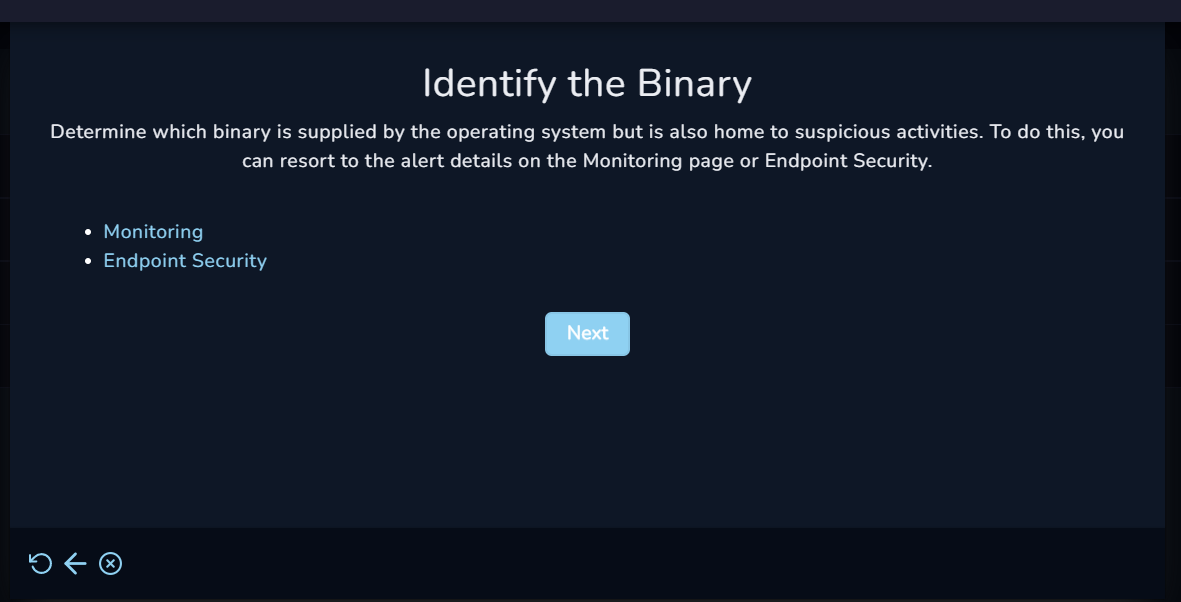 Identify the Binary
Determine which binary is supplied by the operating system but is also home to suspicious activities. To do this, you
can resort to the alert details on the Monitoring page or Endpoint Security.
Monitoring
Endpoint Security
Next